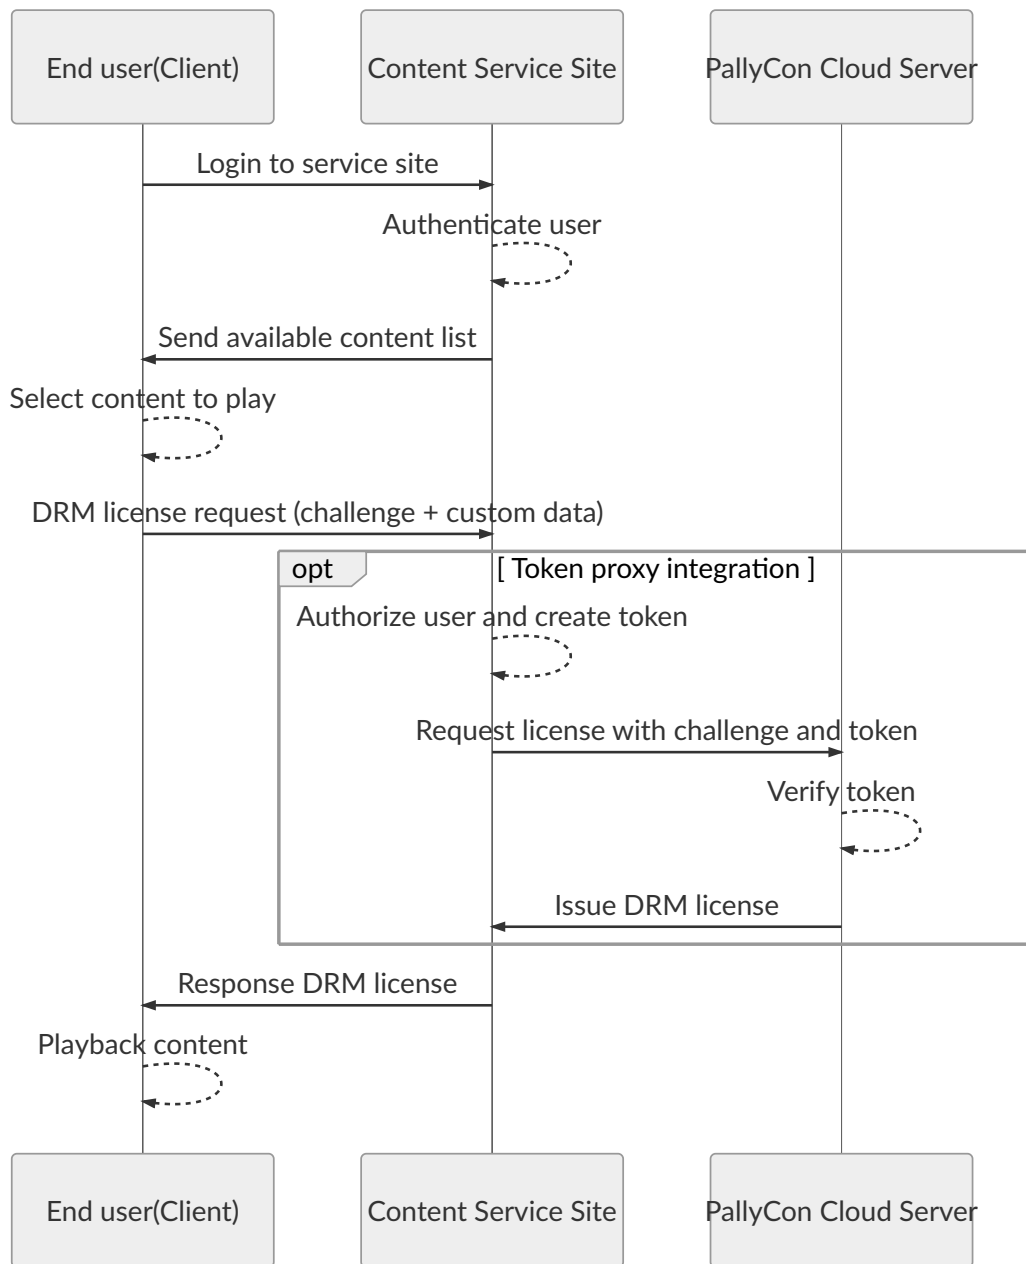 End user(Client)
Content Service Site
PallyCon Cloud Server
Login to service site
Authenticate user
Send available content list
Select content to play
DRM license request (challenge + custom data)
opt
[ Token proxy integration ]
Authorize user and create token
Request license with challenge and token
Verify token
Issue DRM license
Response DRM license
Playback content
End user(Client)
Content Service Site
PallyCon Cloud Server